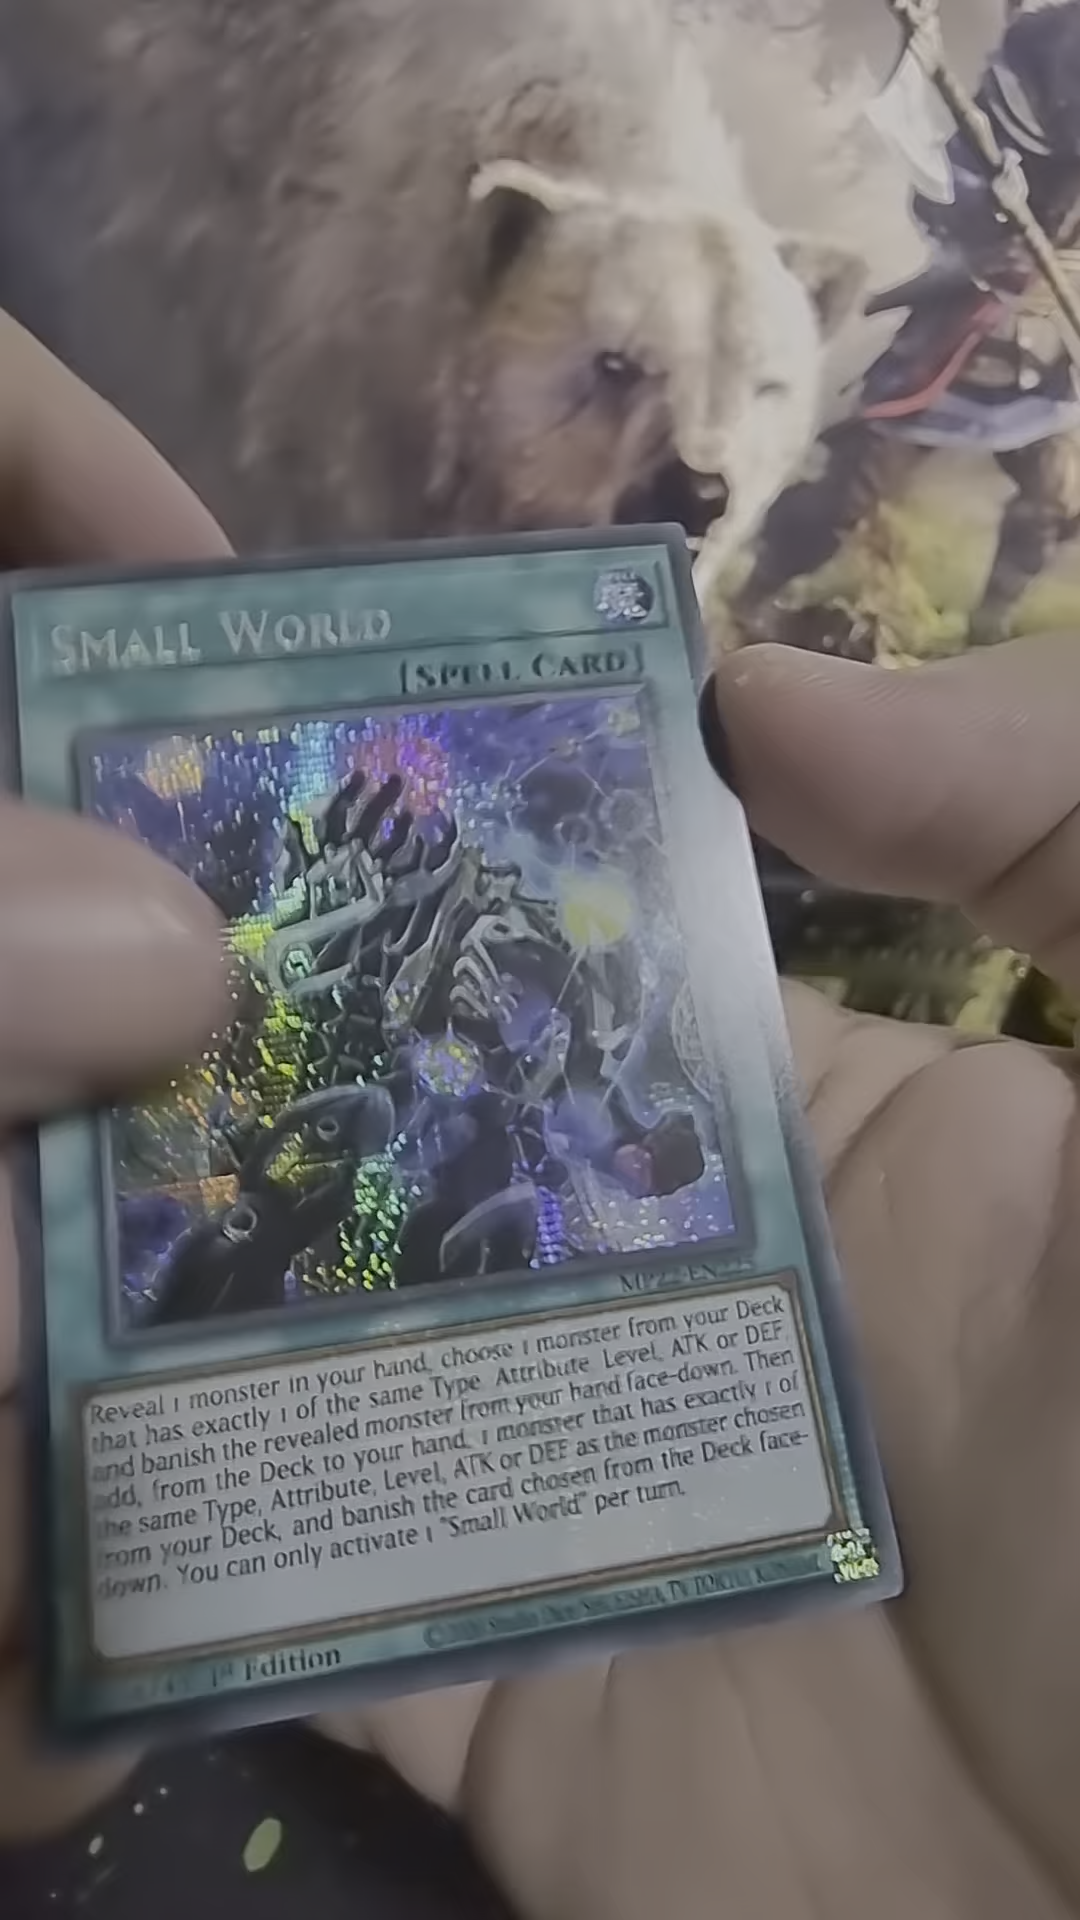 SMALL WORLD
[SPELL CARD]
Reveal 1 monster in your hand, choose 1 monster from your Deck
that has exactly 1 of the same Type, Attribute, Level, ATK or DEF,
and banish the revealed monster from your hand face-down. Then
add, from the Deck to your hand, 1 monster that has exactly 1 of
the same Type, Attribute, Level, ATK or DEF as the monster chosen
from your Deck, and banish the card chosen from the Deck face-
down. You can only activate 1 "Small World" per turn.
1st Edition